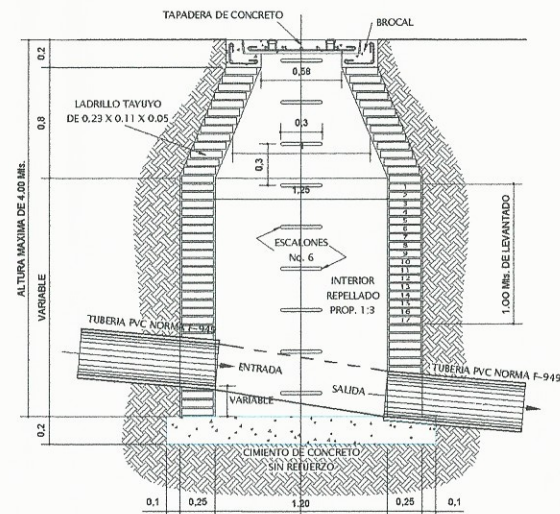 TAPADERA DE CONCRETO
BROCAL
0,2
0,58
LADRILLO TAYUYO
DE 0,23 X 0.11 X 0.05
0,8
0,3
0,3
1
1,25
ALTURA MAXIMA DE 4.00 Mts.
VARIABLE
1
2
3
4
5
6
7
8
9
10
11
12
13
14
15
16
17
1.00 Mts. DE LEVANTADO
ESCALONES
No. 6
INTERIOR
REPELLADO
PROP. 1:3
TUBERIA PVC NORMA F-949
ENTRADA
TUBERIA PVC NORMA F-949
SALIDA
VARIABLE
0,2
CIMIENTO DE CONCRETO
SIN REFUERZO
0,1
0,25
1,20
0,25
0,1